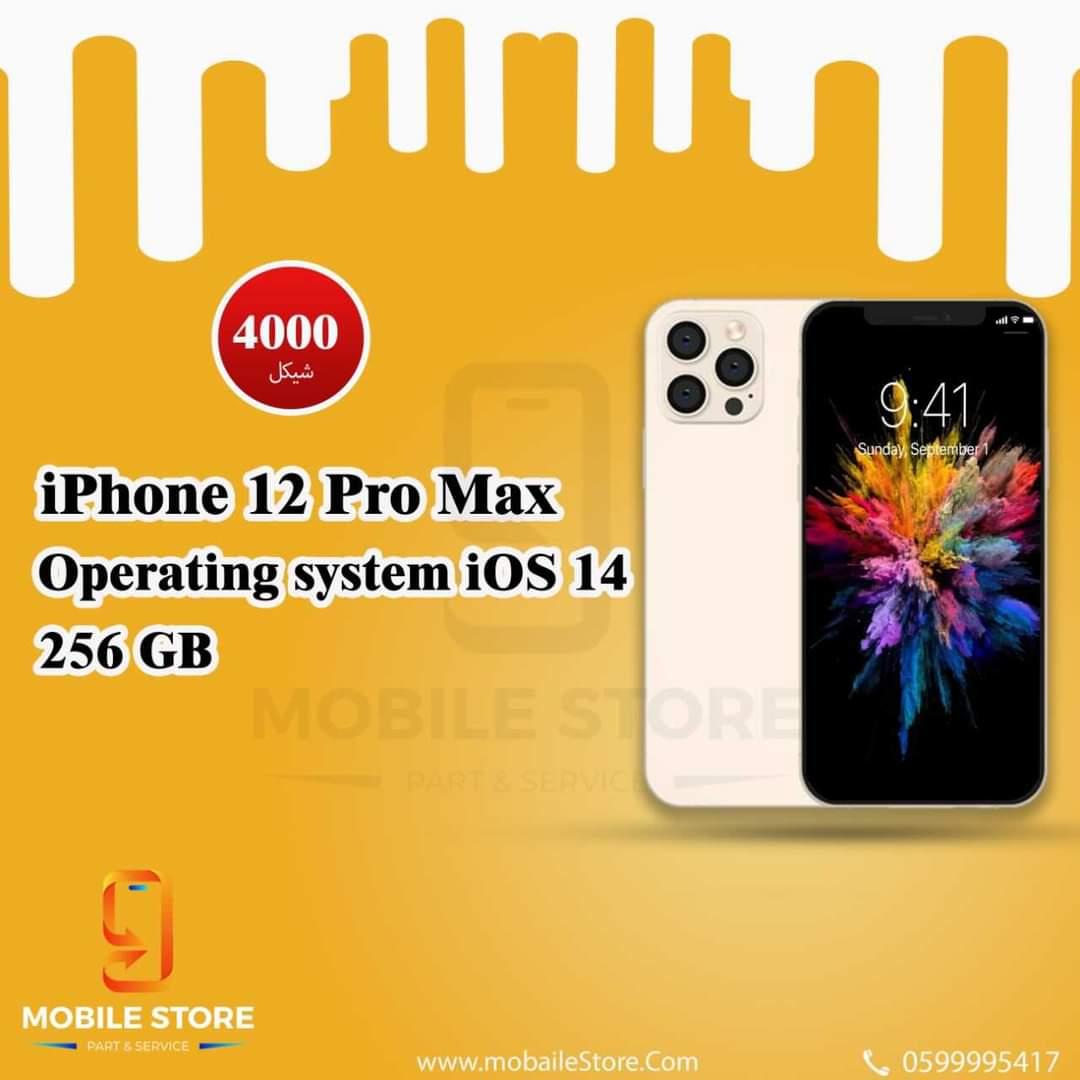 4000
شيكل
iPhone 12 Pro Max
Operating system iOS 14
256 GB
9:41
Sunday, September 1
MOBILE STORE
PART & SERVICE
MOBILE STORE
PART & SERVICE
www.mobaileStore.Com
0599995417